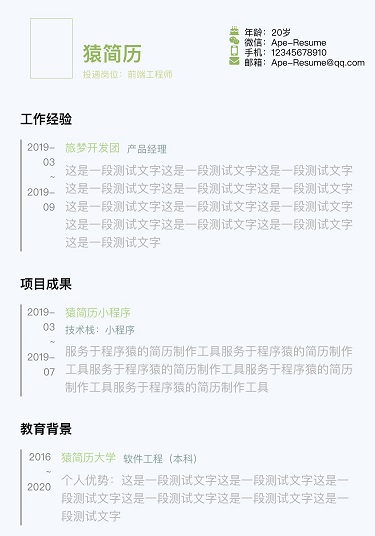 猿简历
投递岗位：前端工程师
年龄：20岁
微信：Ape-Resume
手机：12345678910
邮箱：Ape-Resume@qq.com
工作经验
2019-03
~
2019-09
旅梦开发团 产品经理
这是一段测试文字这是一段测试文字这是一段测试文字
这是一段测试文字这是一段测试文字这是一段测试文字
这是一段测试文字这是一段测试文字这是一段测试文字
这是一段测试文字这是一段测试文字这是一段测试文字
这是一段测试文字
项目成果
2019-03
~
2019-07
猿简历小程序
技术栈：小程序
服务于程序猿的简历制作工具服务于程序猿的简历制作
工具服务于程序猿的简历制作工具服务于程序猿的简历
制作工具服务于程序猿的简历制作工具
教育背景
2016
~
2020
猿简历大学 软件工程（本科）
个人优势：这是一段测试文字这是一段测试文字这是一
段测试文字这是一段测试文字这是一段测试文字这是一
段测试文字